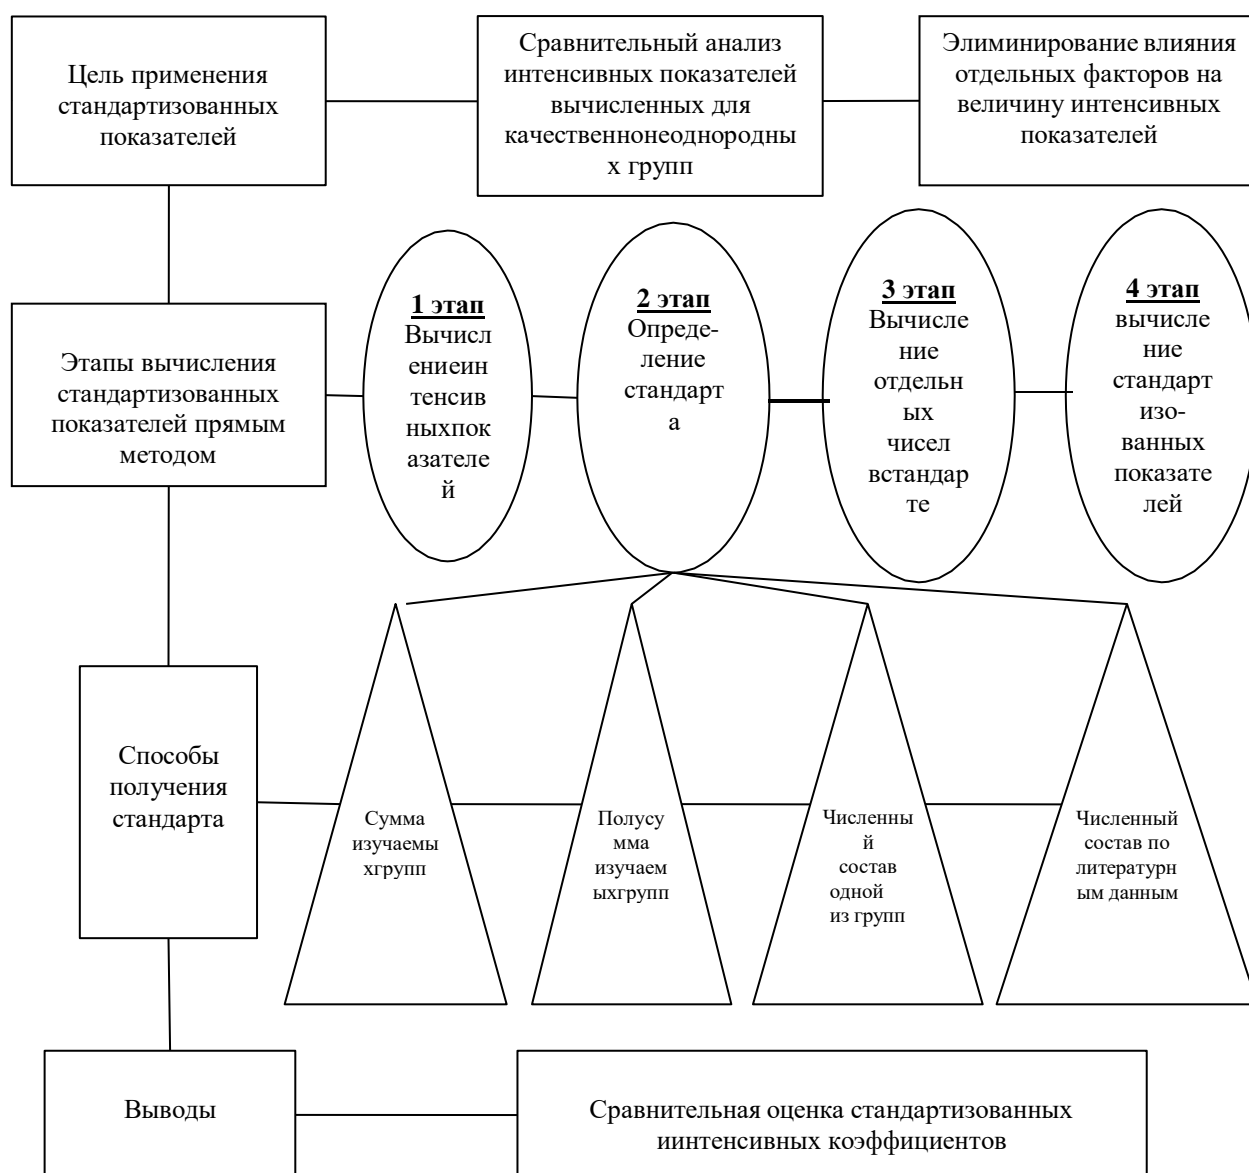 Цель применения
стандартизованных
показателей
Сравнительный анализ
интенсивных показателей
вычисленных для
качественнонеоднородны
х групп
Элиминирование влияния
отдельных факторов на
величину интенсивных
показателей
Этапы вычисления
стандартизованных
показателей прямым
методом
1 этап
Вычисл
ениеин
тенсив
ныхпок
азателе
й
2 этап
Опреде-
ление
стандарт
а
3 этап
Вычисле
ние
отдельн
ых
чисел
встандар
те
4 этап
вычисле
ние
стандарт
изо-
ванных
показате
лей
Способы
получения
стандарта
Сумма
изучаемы
хгрупп
Полусу
мма
изучаем
ыхгрупп
Численны
й
состав
одной
из групп
Численный
состав по
литературн
ым данным
Выводы
Сравнительная оценка стандартизованных
иинтенсивных коэффициентов